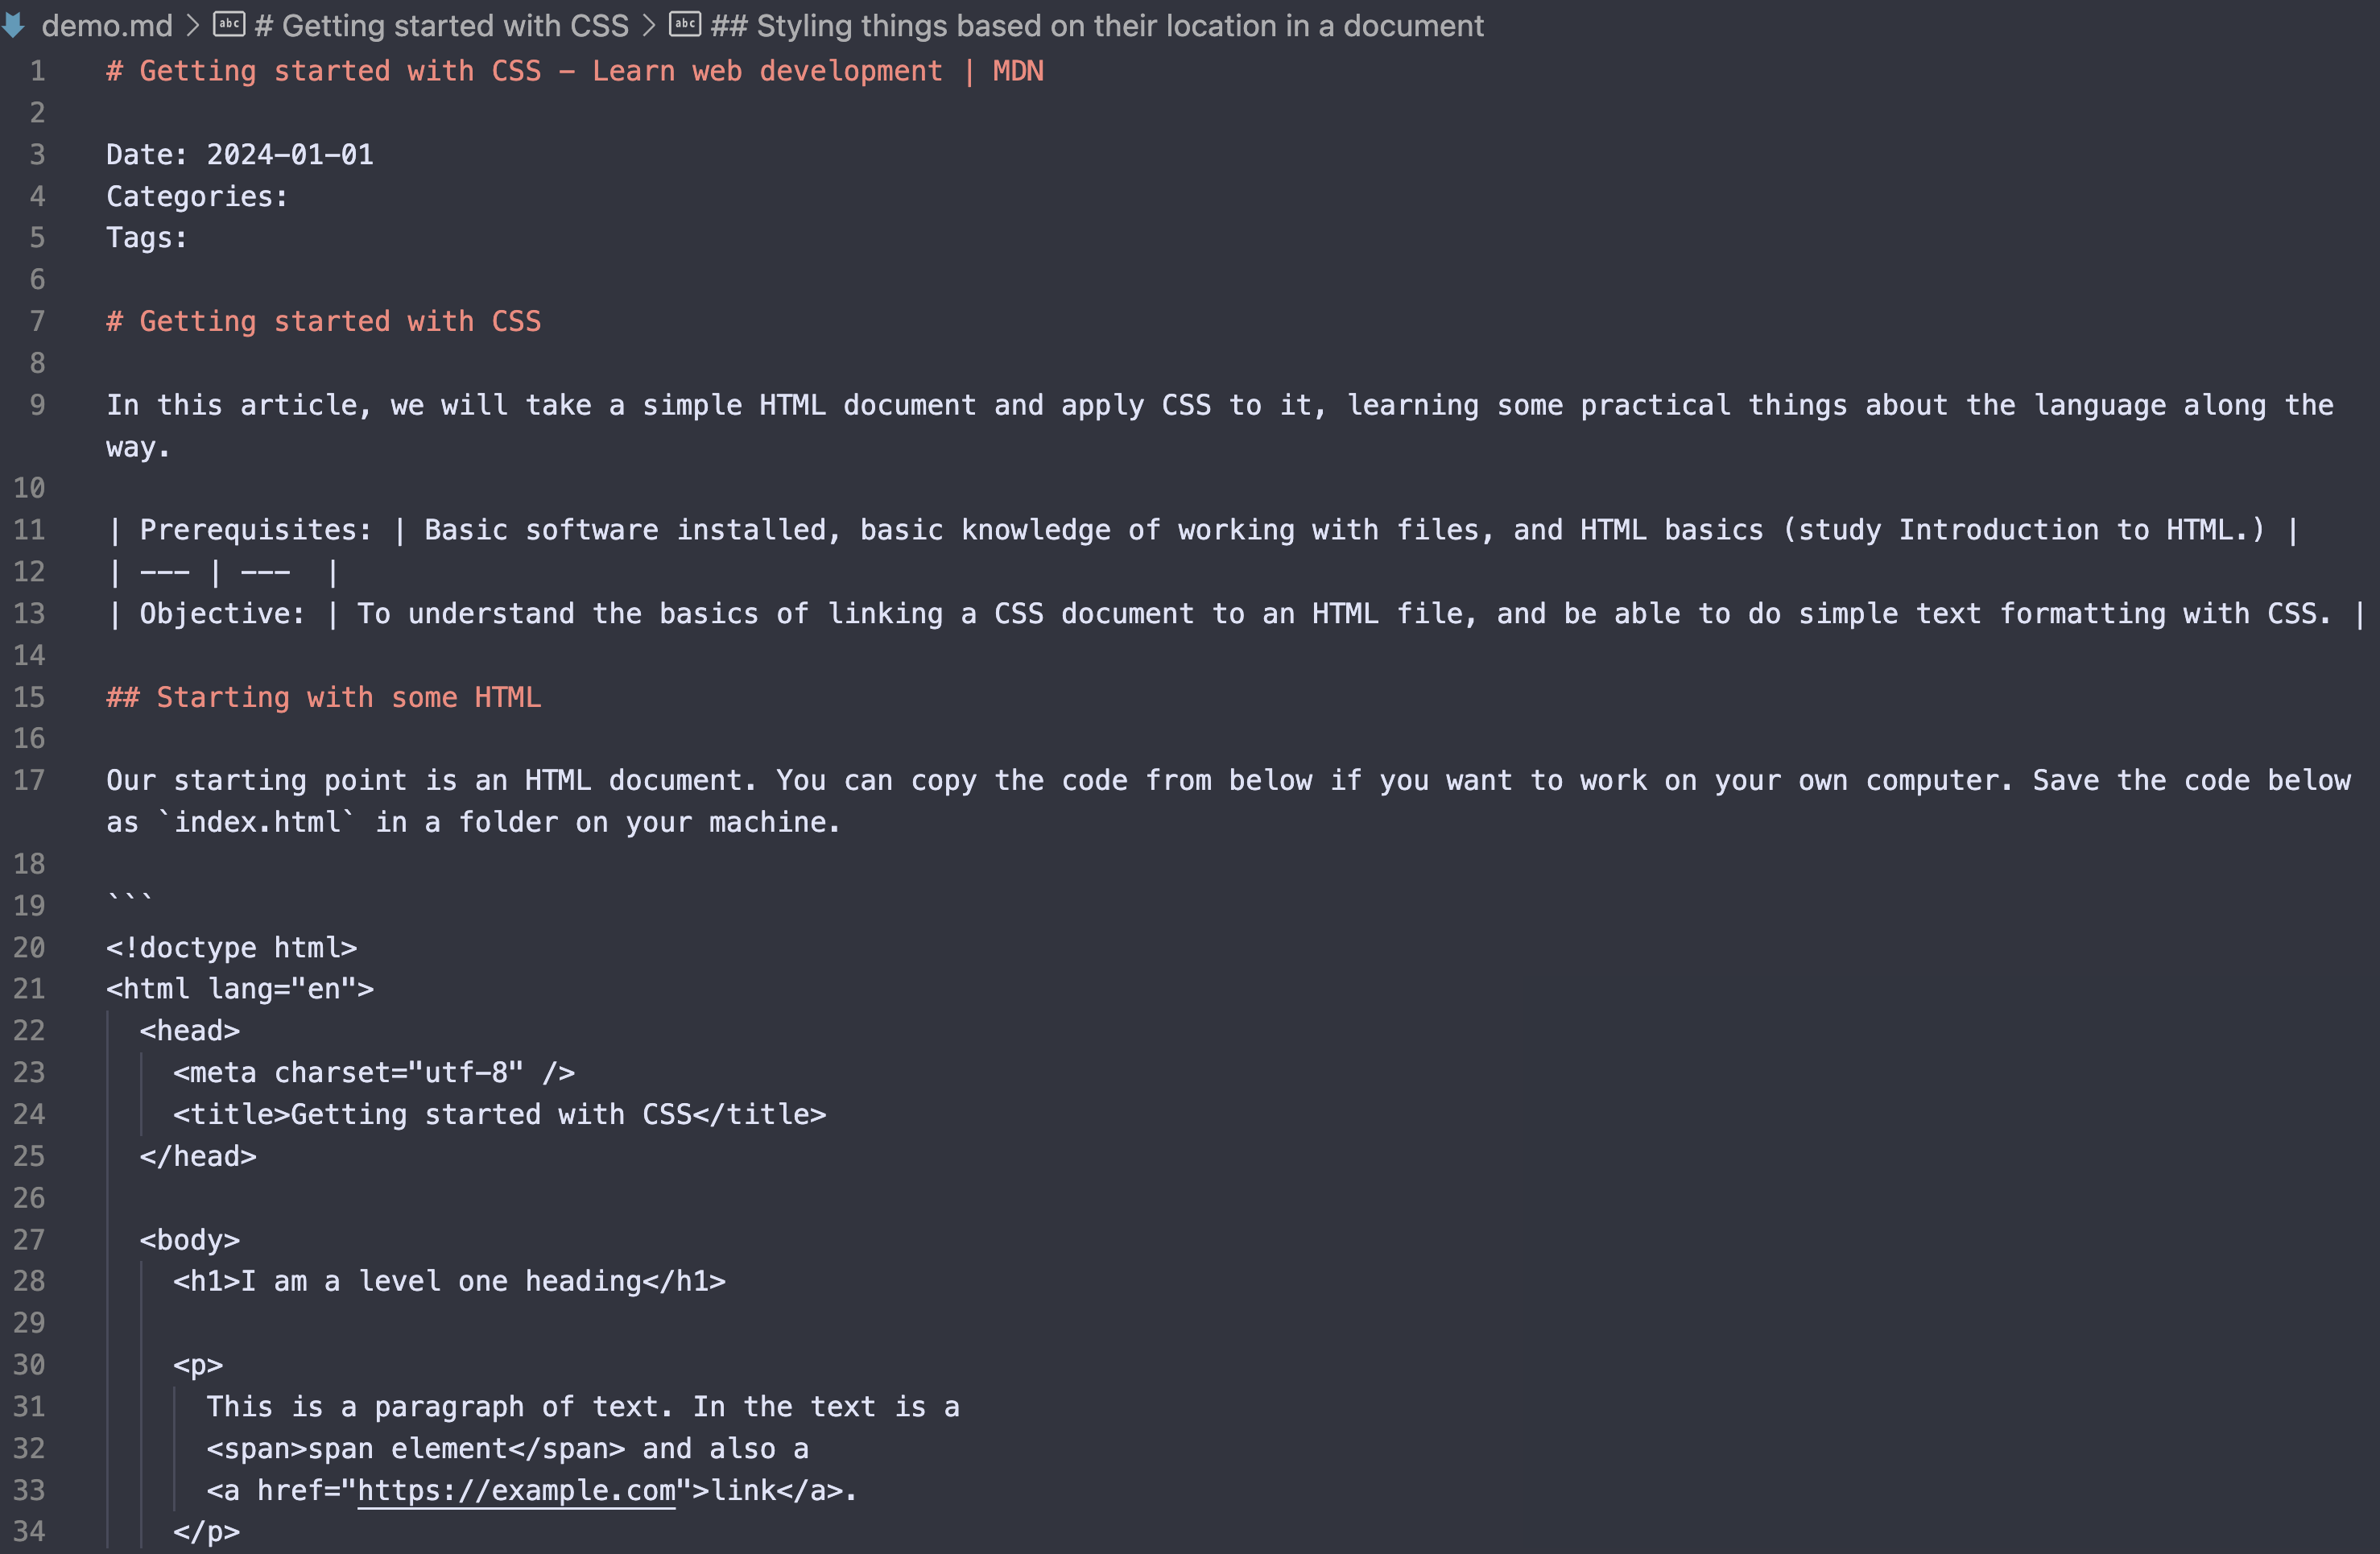 demo.md > # Getting started with CSS > ## Styling things based on their location in a document
1 # Getting started with CSS - Learn web development | MDN
2
3 Date: 2024-01-01
4 Categories:
5 Tags:
6
7 # Getting started with CSS
8
9 In this article, we will take a simple HTML document and apply CSS to it, learning some practical things about the language along the
way.
10
11 | Prerequisites: | Basic software installed, basic knowledge of working with files, and HTML basics (study Introduction to HTML.) |
12 | --- | ---  |
13 | Objective: | To understand the basics of linking a CSS document to an HTML file, and be able to do simple text formatting with CSS. |
14
15 ## Starting with some HTML
16
17 Our starting point is an HTML document. You can copy the code from below if you want to work on your own computer. Save the code below
as `index.html` in a folder on your machine.
18
19 ```
20 <!doctype html>
21 <html lang="en">
22   <head>
23     <meta charset="utf-8" />
24     <title>Getting started with CSS</title>
25   </head>
26
27   <body>
28     <h1>I am a level one heading</h1>
29
30     <p>
31       This is a paragraph of text. In the text is a
32       <span>span element</span> and also a
33       <a href="https://example.com">link</a>.
34     </p>